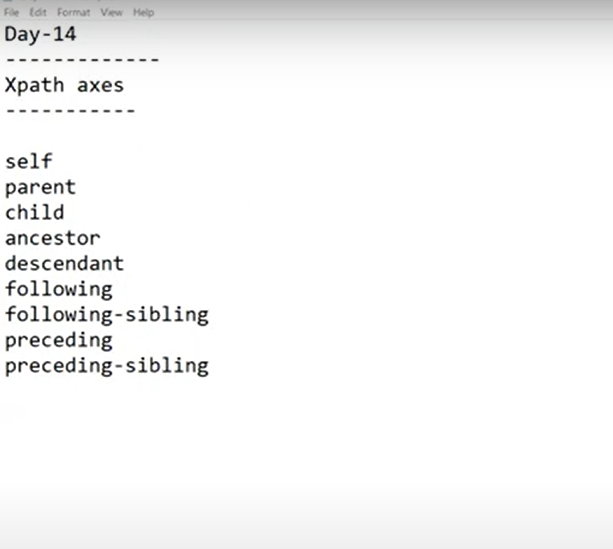 File Edit Format View Help
Day-14
-------------
Xpath axes
-----------
self
parent
child
ancestor
descendant
following
following-sibling
preceding
preceding-sibling